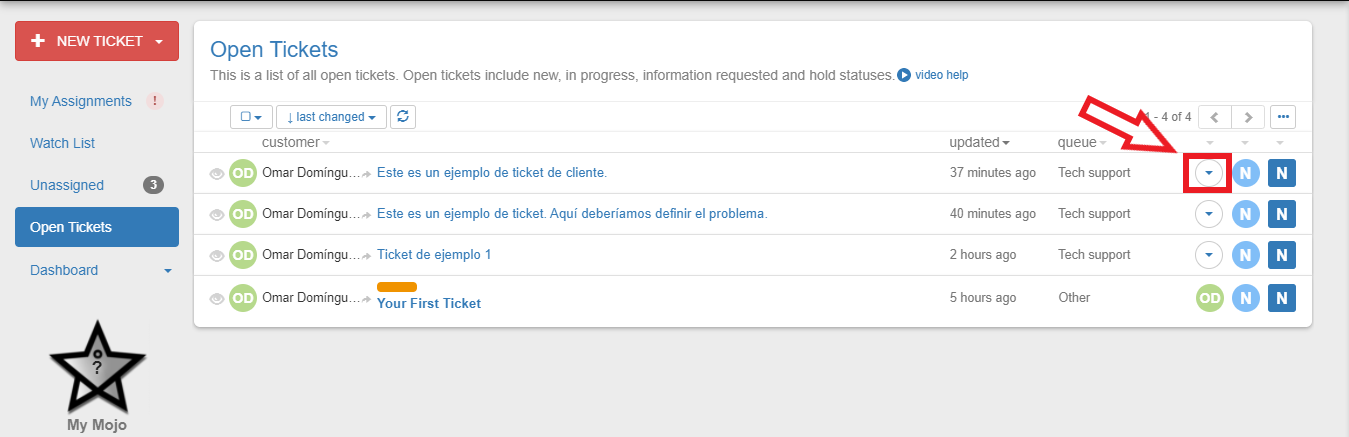 NEW TICKET
My Assignments !
Watch List
Unassigned 3
Open Tickets
Dashboard
?
My Mojo
Open Tickets
This is a list of all open tickets. Open tickets include new, in progress, information requested and hold statuses. video help
↓ last changed
- 4 of 4
customer updated queue
OD Omar Domíngu... Este es un ejemplo de ticket de cliente. 37 minutes ago Tech support N N
OD Omar Domíngu... Este es un ejemplo de ticket. Aquí deberíamos definir el problema. 40 minutes ago Tech support N N
OD Omar Domíngu... Ticket de ejemplo 1 2 hours ago Tech support N N
OD Omar Domíngu... Your First Ticket 5 hours ago Other OD N N